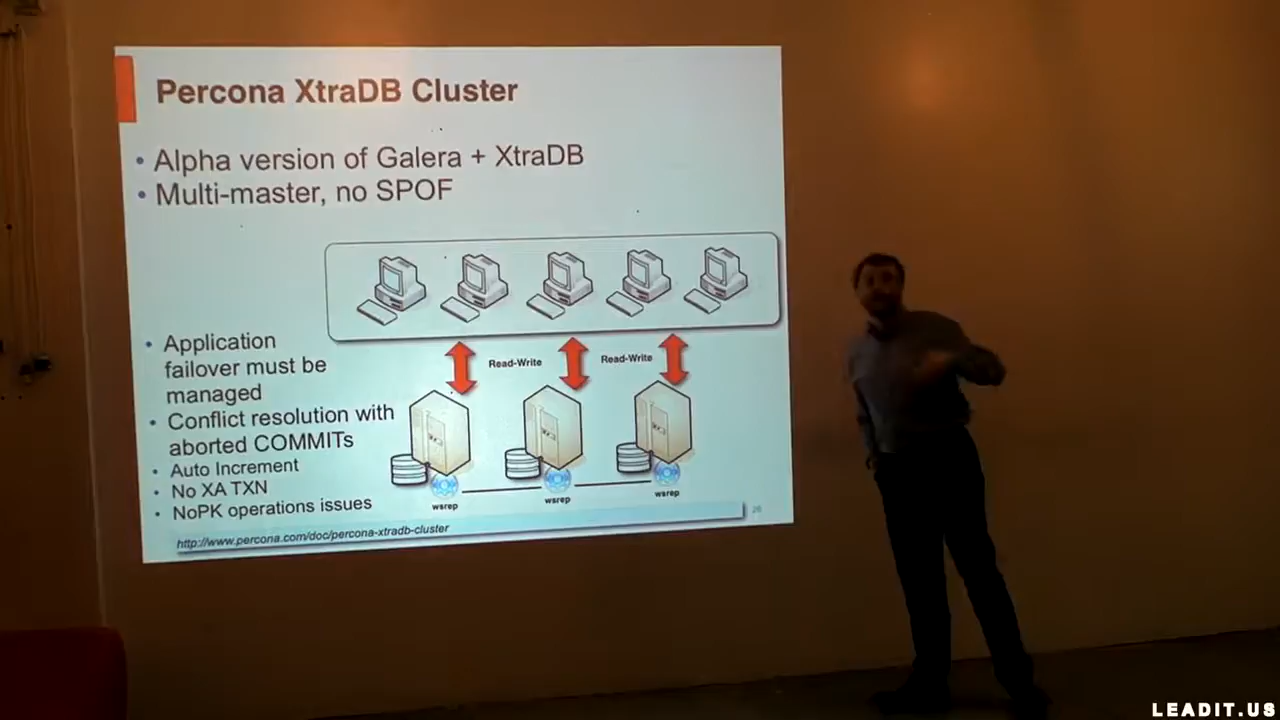 Percona XtraDB Cluster
• Alpha version of Galera + XtraDB
• Multi-master, no SPOF
• Application
failover must be
managed
• Conflict resolution with
aborted COMMITs
• Auto Increment
• No XA TXN
• NoPK operations issues
Read-Write
Read-Write
wsrep
wsrep
wsrep
http://www.percona.com/doc/percona-xtradb-cluster
26
LEADIT.US